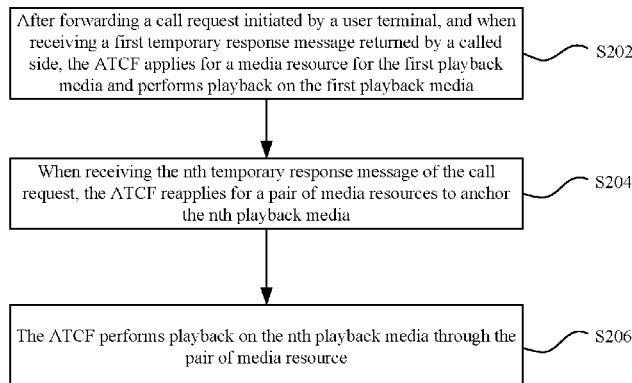 After forwarding a call request initiated by a user terminal, and when
receiving a first temporary response message returned by a called
side, the ATCF applies for a media resource for the first playback
media and performs playback on the first playback media
S202
When receiving the nth temporary response message of the call
request, the ATCF reapplies for a pair of media resources to anchor
the nth playback media
S204
The ATCF performs playback on the nth playback media through the
pair of media resource
S206